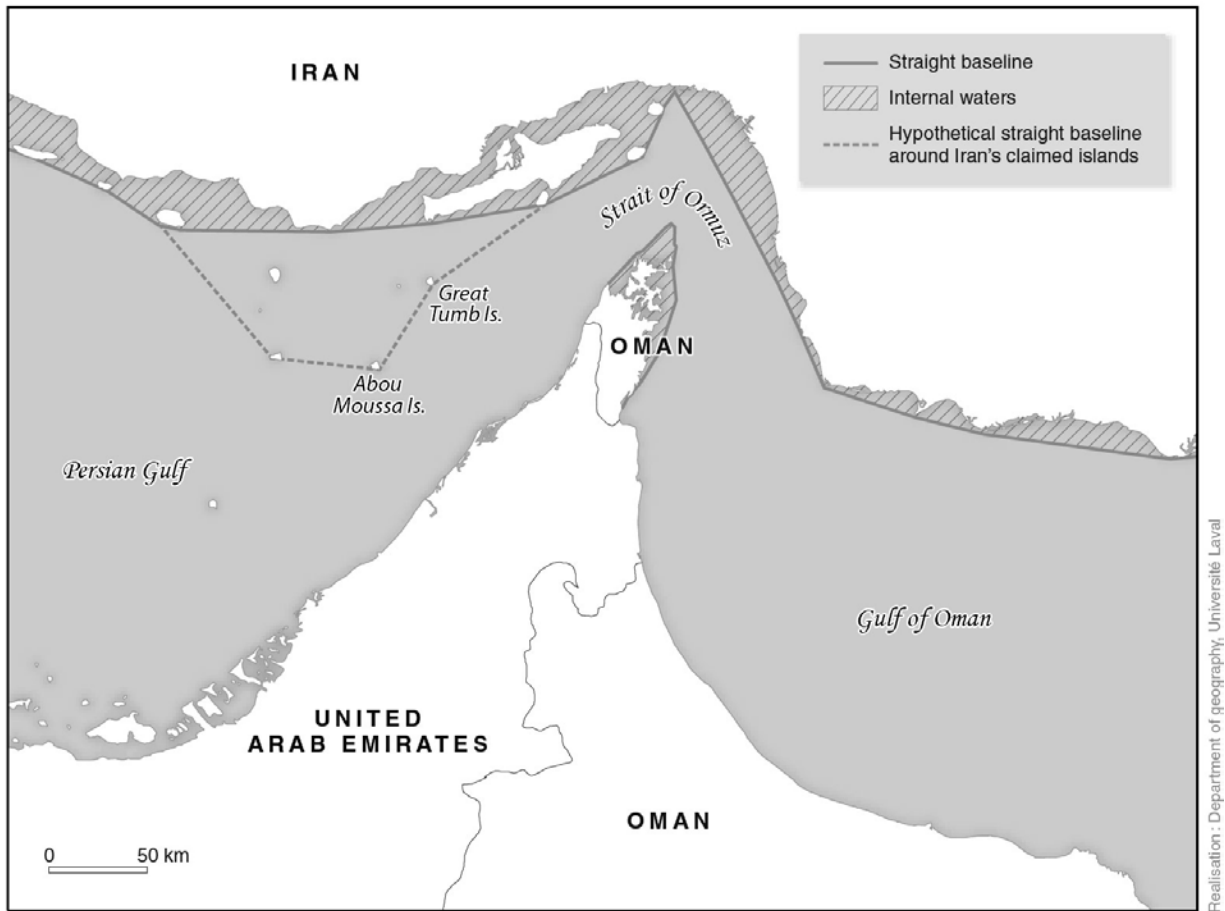 IRAN
Straight baseline
Internal waters
Hypothetical straight baseline
around Iran's claimed islands
Strait of Ormuz
Great
Tumb Is.
OMAN
Abou
Moussa Is.
Persian Gulf
Gulf of Oman
UNITED
ARAB EMIRATES
OMAN
0 50 km
Realisation : Department of geography, Université Laval